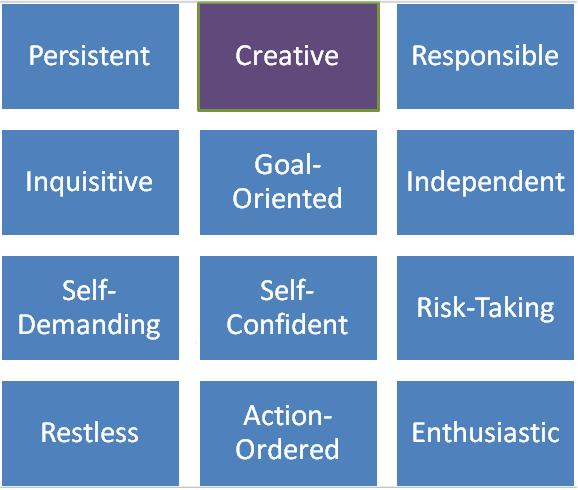 Persistent
Creative
Responsible
Inquisitive
Goal-
Oriented
Independent
Self-
Demanding
Self-
Confident
Risk-Taking
Restless
Action-
Ordered
Enthusiastic